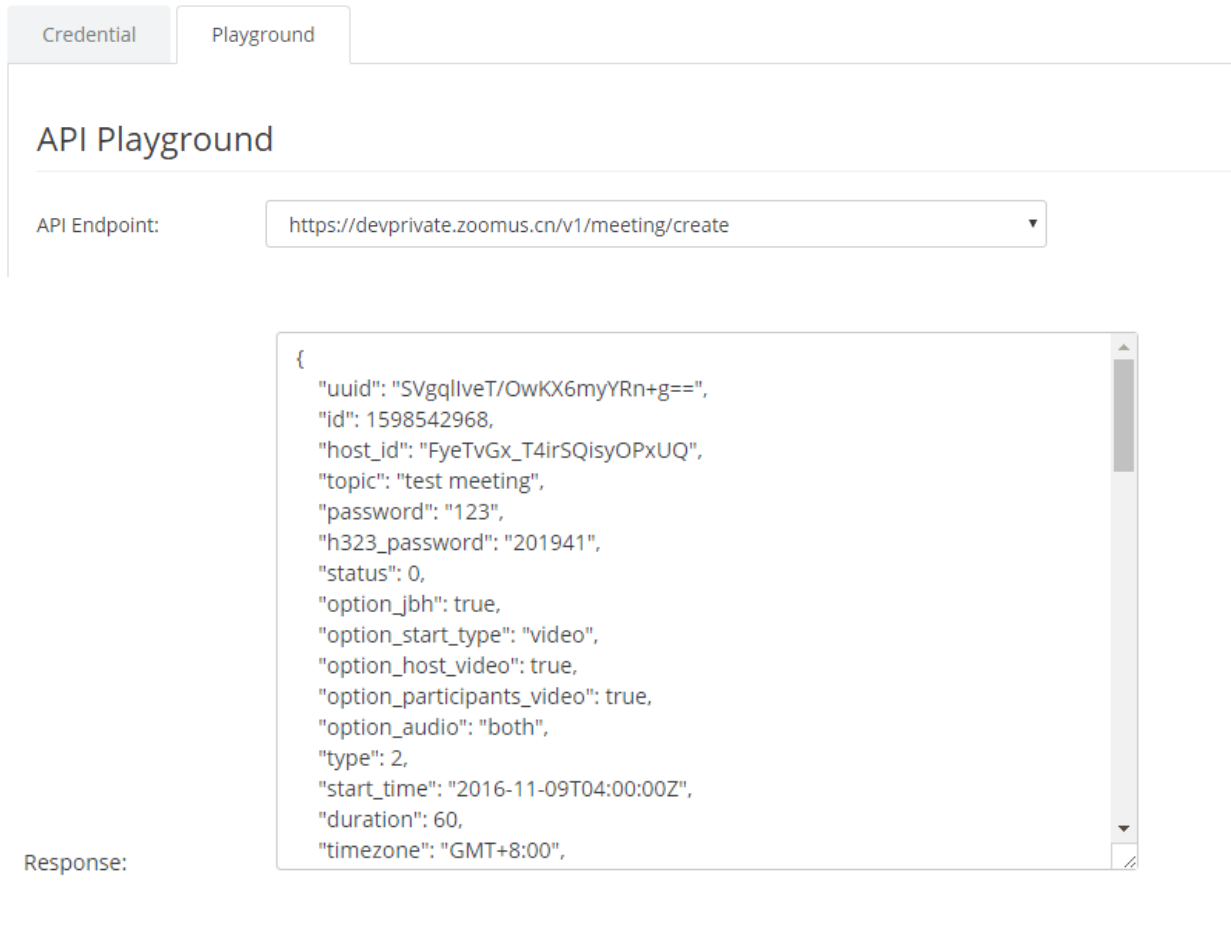 Credential
Playground
API Playground
API Endpoint:
https://devprivate.zoomus.cn/v1/meeting/create
{
"uuid": "SVgqlIveT/OwKX6myYRn+g==",
"id": 1598542968,
"host_id": "FyeTvGx_T4irSQisyOPxUQ",
"topic": "test meeting",
"password": "123",
"h323_password": "201941",
"status": 0,
"option_jbh": true,
"option_start_type": "video",
"option_host_video": true,
"option_participants_video": true,
"option_audio": "both",
"type": 2,
"start_time": "2016-11-09T04:00:00Z",
"duration": 60,
"timezone": "GMT+8:00",
Response: